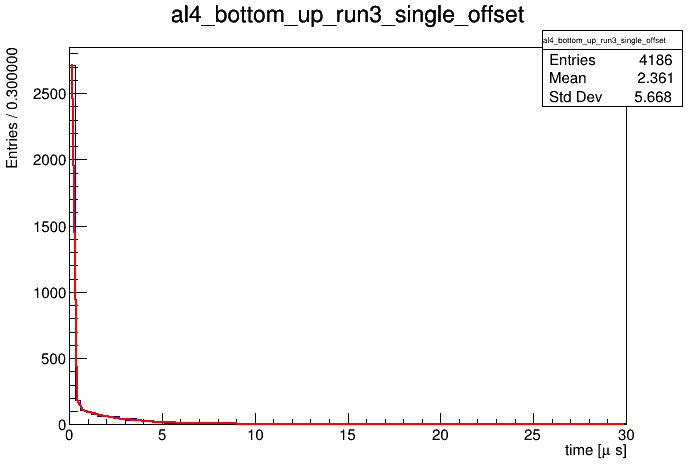 al4_bottom_up_run3_single_offset
al4_bottom_up_run3_single_offset
Entries 4186
Mean 2.361
Std Dev 5.668
Entries / 0.300000
2500
2000
1500
1000
500
0
0 5 10 15 20 25 30
time [μ s]